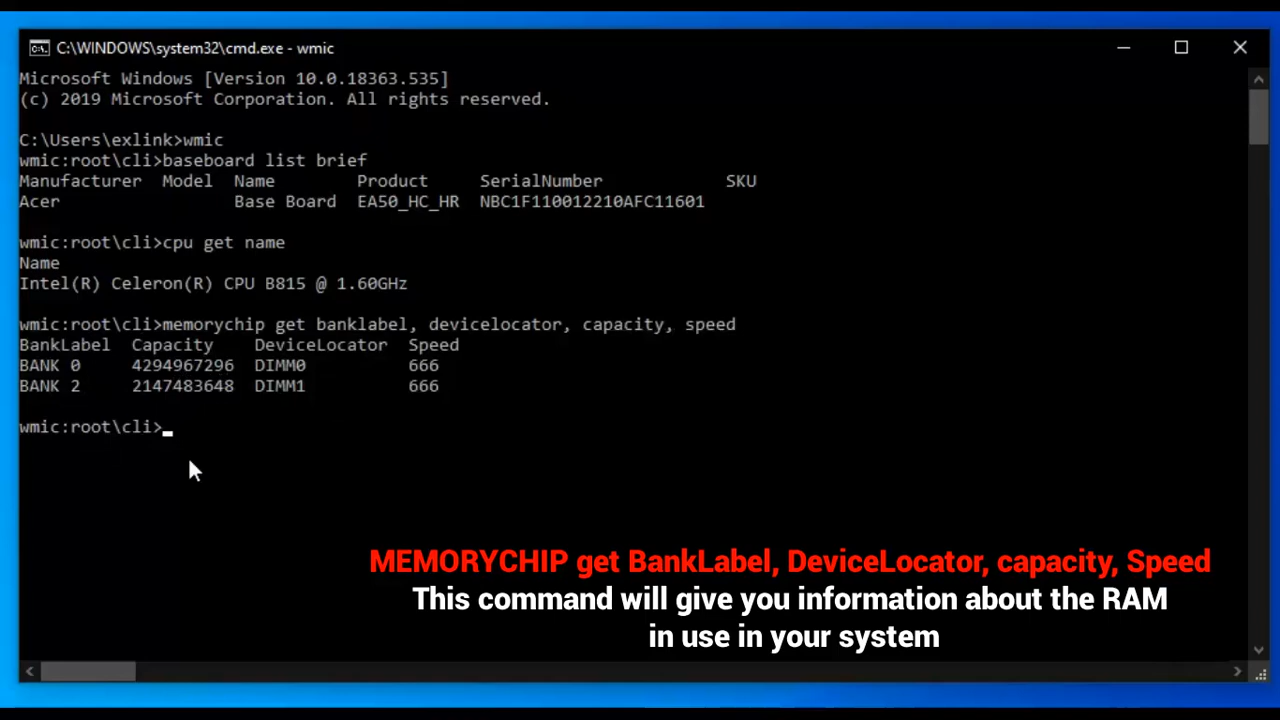 C:\WINDOWS\system32\cmd.exe - wmic
Microsoft Windows [Version 10.0.18363.535]
(c) 2019 Microsoft Corporation. All rights reserved.
C:\Users\exlink>wmic
wmic:root\cli>baseboard list brief
Manufacturer  Model  Name        Product     SerialNumber            SKU
Acer                 Base Board  EA50_HC_HR  NBC1F110012210AFC11601
wmic:root\cli>cpu get name
Name
Intel(R) Celeron(R) CPU B815 @ 1.60GHz
wmic:root\cli>memorychip get banklabel, devicelocator, capacity, speed
BankLabel  Capacity    DeviceLocator  Speed
BANK 0     4294967296  DIMM0          666
BANK 2     2147483648  DIMM1          666
wmic:root\cli>
MEMORYCHIP get BankLabel, DeviceLocator, capacity, Speed
This command will give you information about the RAM
in use in your system